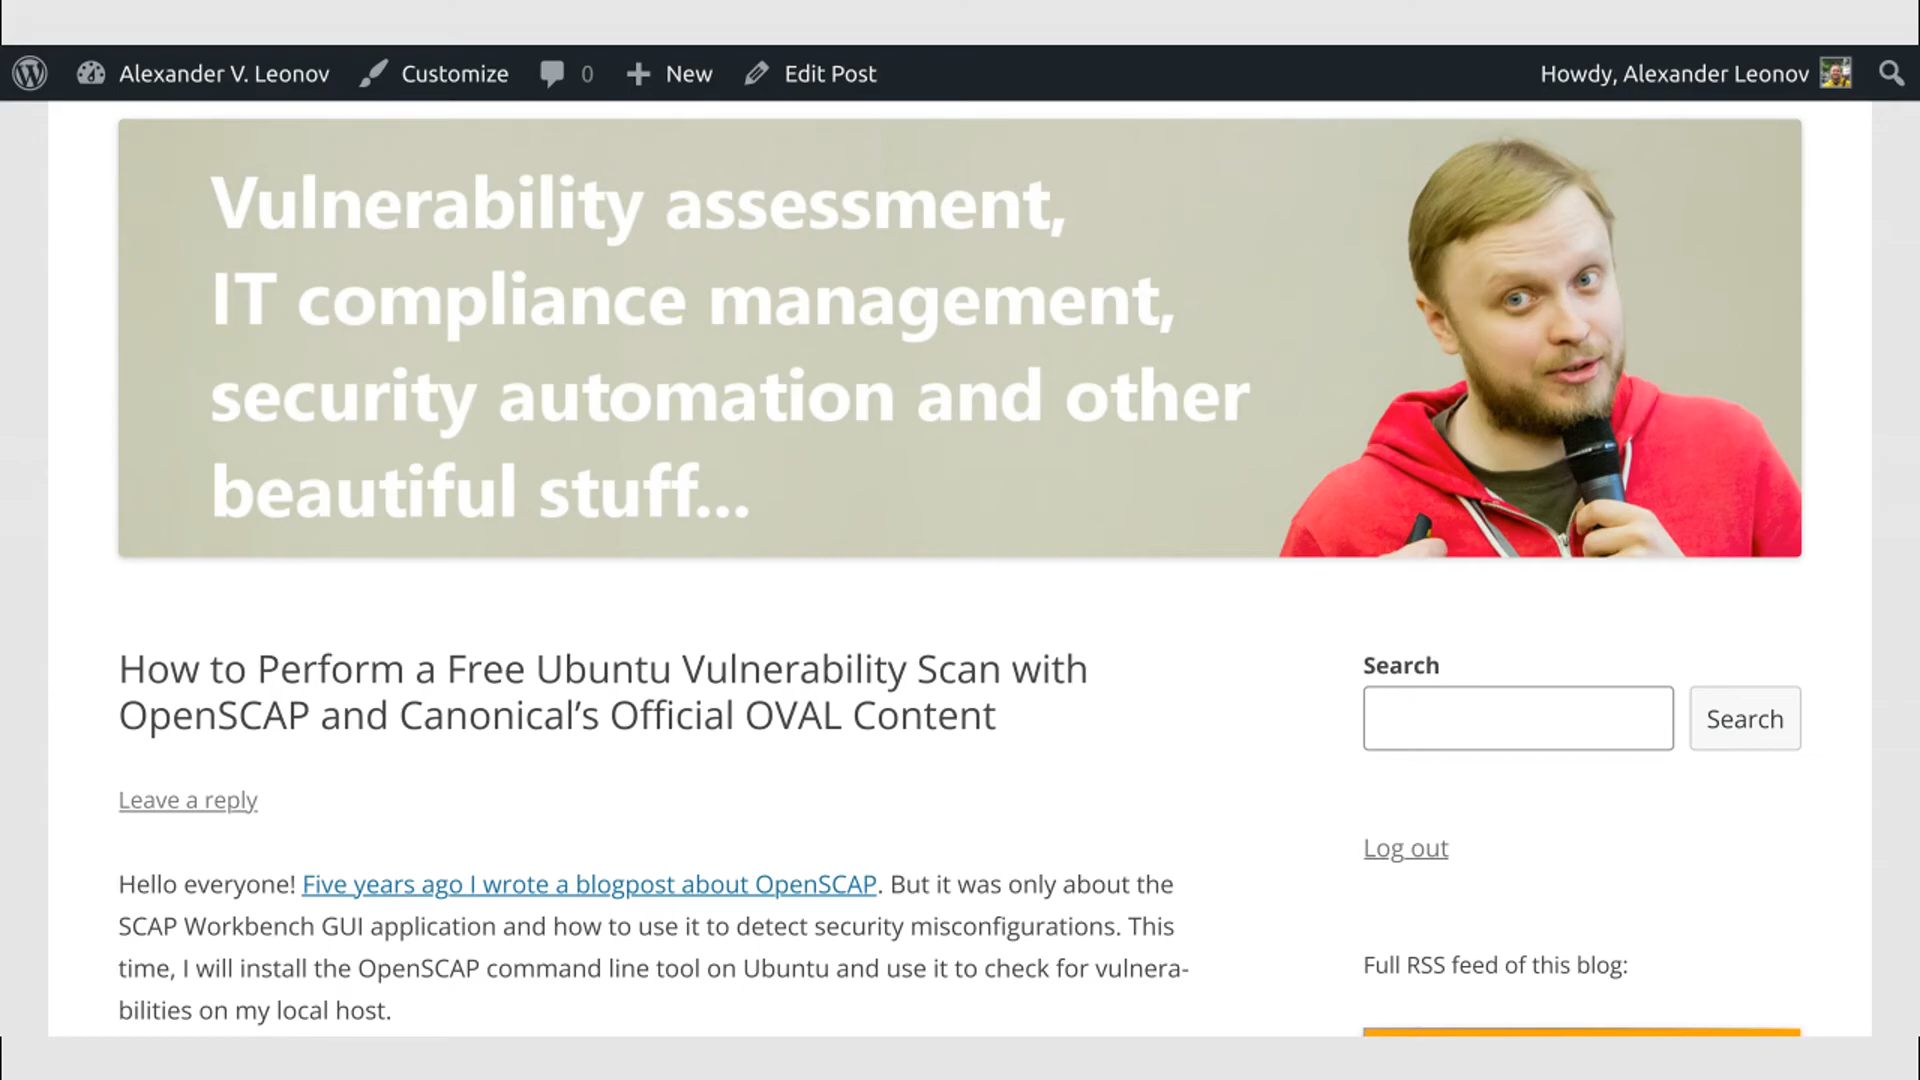 Alexander V. Leonov Customize 0 New Edit Post Howdy, Alexander Leonov
Vulnerability assessment,
IT compliance management,
security automation and other
beautiful stuff...
How to Perform a Free Ubuntu Vulnerability Scan with
OpenSCAP and Canonical’s Official OVAL Content
Leave a reply
Hello everyone! Five years ago I wrote a blogpost about OpenSCAP. But it was only about the
SCAP Workbench GUI application and how to use it to detect security misconfigurations. This
time, I will install the OpenSCAP command line tool on Ubuntu and use it to check for vulnera-
bilities on my local host.
Search
Search
Log out
Full RSS feed of this blog: